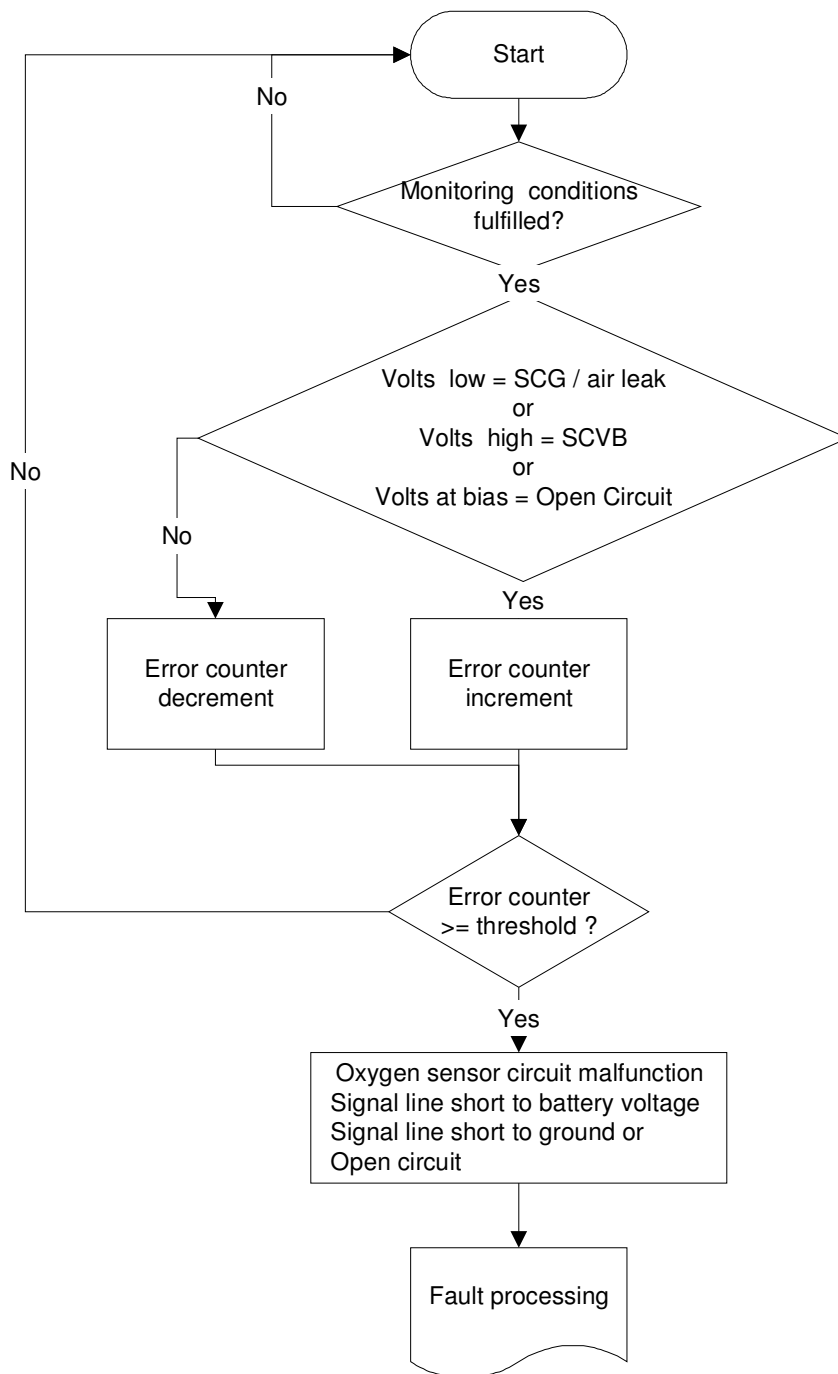 Start
No
Monitoring conditions
fulfilled?
Yes
Volts low = SCG / air leak
or
Volts high = SCVB
or
Volts at bias = Open Circuit
No
No
Yes
Error counter
decrement
Error counter
increment
Error counter
>= threshold ?
Yes
Oxygen sensor circuit malfunction
Signal line short to battery voltage
Signal line short to ground or
Open circuit
Fault processing